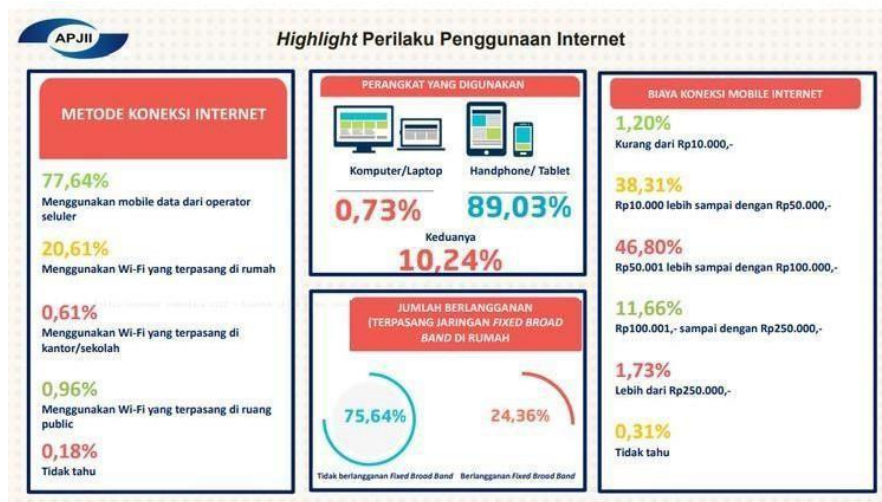 APJII
Highlight Perilaku Penggunaan Internet
METODE KONEKSI INTERNET
77,64%
Menggunakan mobile data dari operator
seluler
20,61%
Menggunakan Wi-Fi yang terpasang di rumah
0,61%
Menggunakan Wi-Fi yang terpasang di
kantor/sekolah
0,96%
Menggunakan Wi-Fi yang terpasang di ruang
public
0,18%
Tidak tahu
PERANGKAT YANG DIGUNAKAN
Komputer/Laptop
Handphone/ Tablet
0,73%
89,03%
Keduanya
10,24%
JUMLAH BERLANGGANAN
(TERPASANG JARINGAN FIXED BROAD
BAND DI RUMAH
75,64%
24,36%
Tidak berlangganan Fixed Broad Band
Berlangganan Fixed Broad Band
BIAYA KONEKSI MOBILE INTERNET
1,20%
Kurang dari Rp10.000,-
38,31%
Rp10.000 lebih sampai dengan Rp50.000,-
46,80%
Rp50.001 lebih sampai dengan Rp100.000,-
11,66%
Rp100.001,- sampai dengan Rp250.000,-
1,73%
Lebih dari Rp250.000,-
0,31%
Tidak tahu